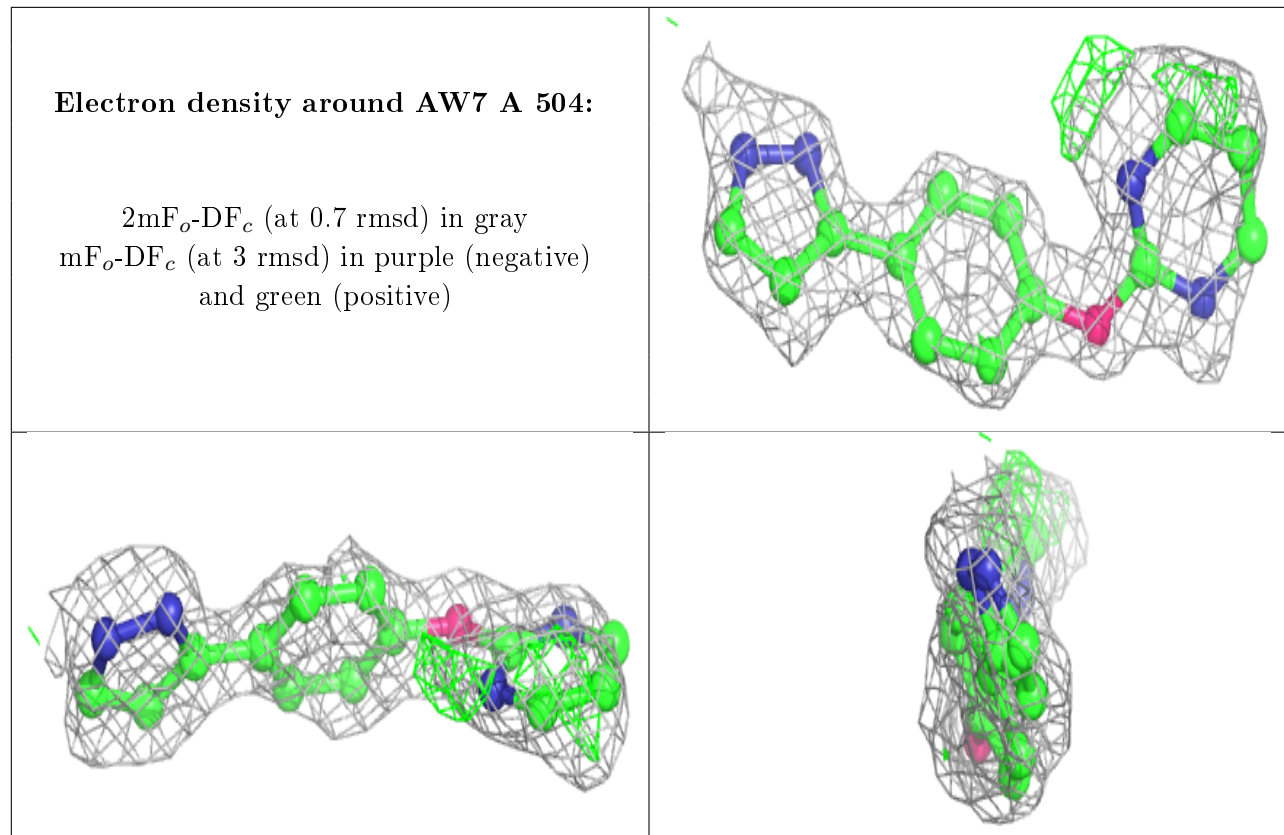 Electron density around AW7 A 504:
2mFₒ-DF𝒸 (at 0.7 rmsd) in gray
mFₒ-DF𝒸 (at 3 rmsd) in purple (negative)
and green (positive)